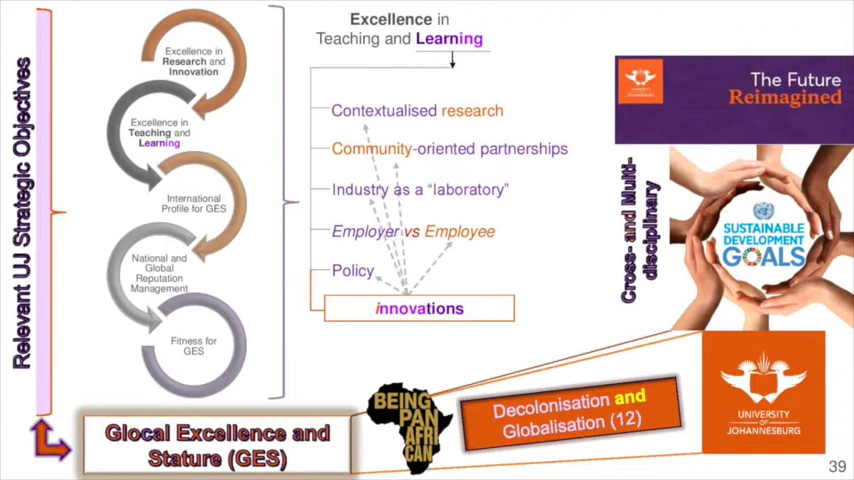 Relevant UJ Strategic Objectives
Excellence in
Research and
Innovation
Excellence in
Teaching and
Learning
International
Profile for GES
National and
Global
Reputation
Management
Fitness for
GES
Excellence in
Teaching and Learning
Contextualised research
Community-oriented partnerships
Industry as a “laboratory”
Employer vs Employee
Policy
innovations
UNIVERSITY
OF
JOHANNESBURG
The Future
Reimagined
Cross- and Multi-
disciplinary
SUSTAINABLE
DEVELOPMENT
GOALS
Glocal Excellence and
Stature (GES)
BEING
PAN
AFRI
CAN
Decolonisation and
Globalisation (12)
UNIVERSITY
OF
JOHANNESBURG
39